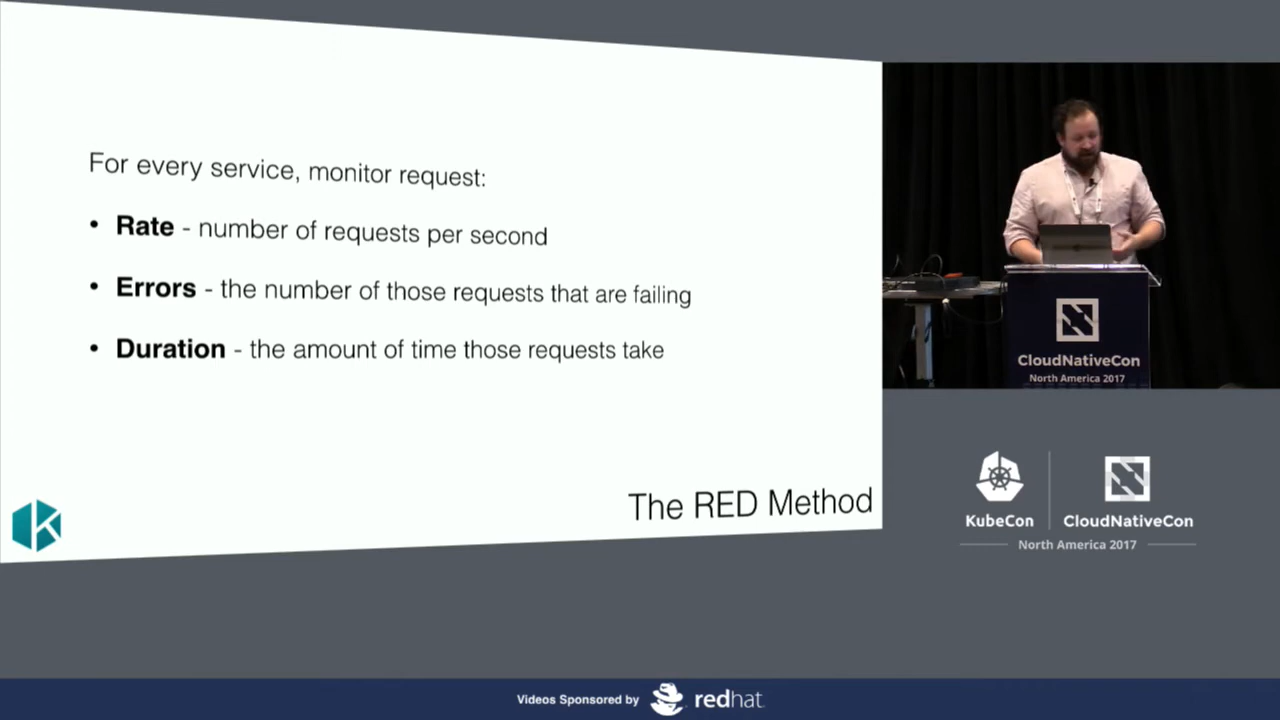 For every service, monitor request:
• Rate - number of requests per second
• Errors - the number of those requests that are failing
• Duration - the amount of time those requests take
The RED Method
CloudNativeCon
North America 2017
KubeCon
CloudNativeCon
North America 2017
Videos Sponsored by redhat